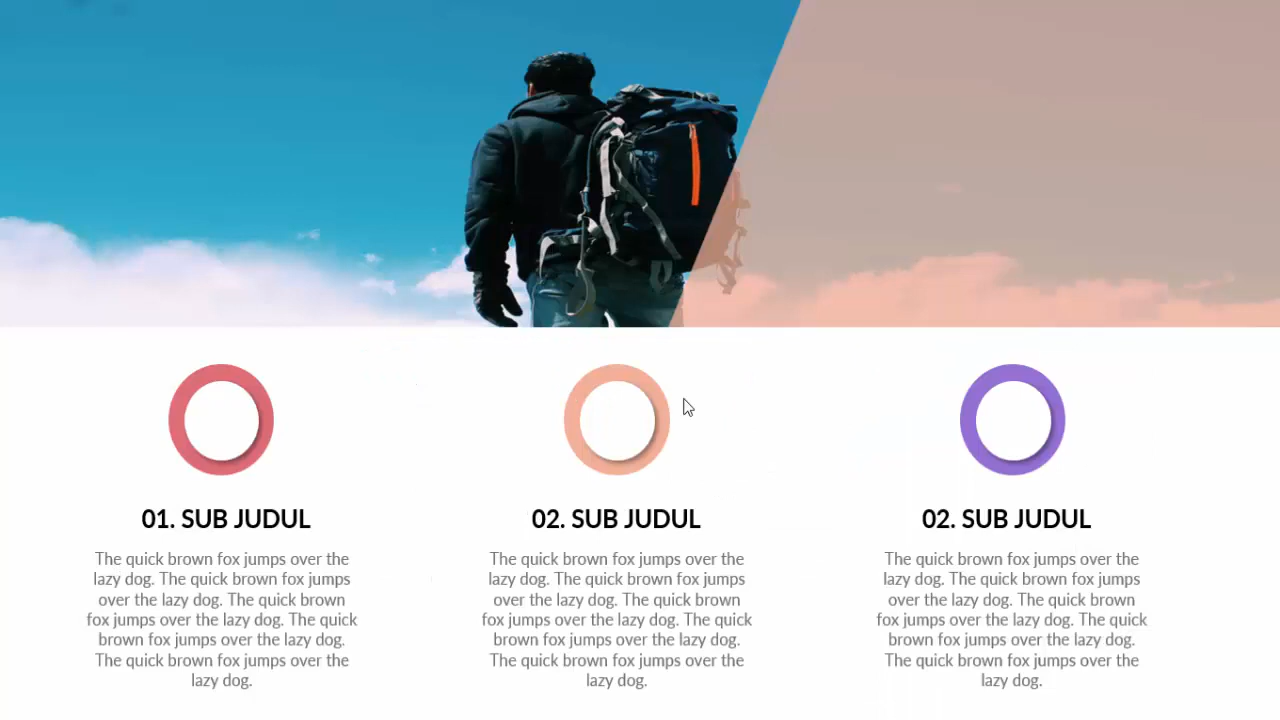 01. SUB JUDUL
The quick brown fox jumps over the
lazy dog. The quick brown fox jumps
over the lazy dog. The quick brown
fox jumps over the lazy dog. The quick
brown fox jumps over the lazy dog.
The quick brown fox jumps over the
lazy dog.
02. SUB JUDUL
The quick brown fox jumps over the
lazy dog. The quick brown fox jumps
over the lazy dog. The quick brown
fox jumps over the lazy dog. The quick
brown fox jumps over the lazy dog.
The quick brown fox jumps over the
lazy dog.
02. SUB JUDUL
The quick brown fox jumps over the
lazy dog. The quick brown fox jumps
over the lazy dog. The quick brown
fox jumps over the lazy dog. The quick
brown fox jumps over the lazy dog.
The quick brown fox jumps over the
lazy dog.